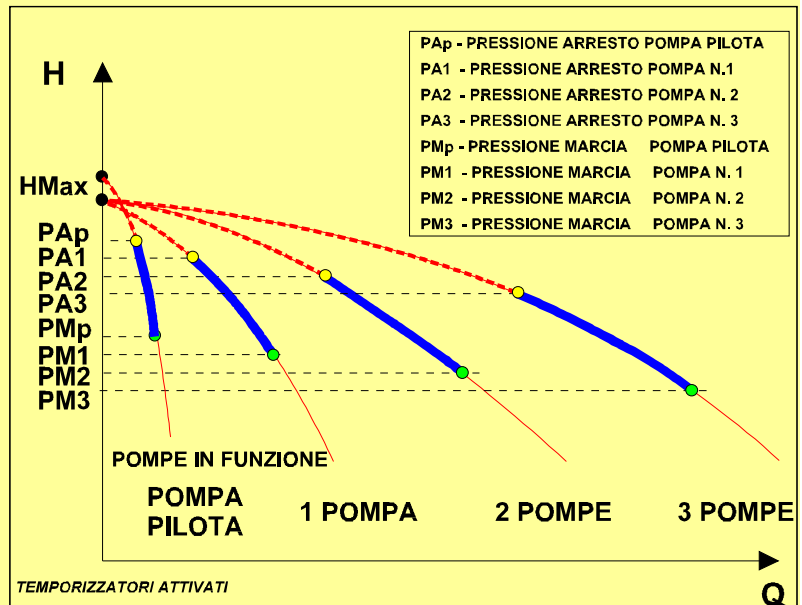 PAp - PRESSIONE ARRESTO POMPA PILOTA
PA1 - PRESSIONE ARRESTO POMPA N.1
PA2 - PRESSIONE ARRESTO POMPA N. 2
PA3 - PRESSIONE ARRESTO POMPA N. 3
PMp - PRESSIONE MARCIA POMPA PILOTA
PM1 - PRESSIONE MARCIA POMPA N. 1
PM2 - PRESSIONE MARCIA POMPA N. 2
PM3 - PRESSIONE MARCIA POMPA N. 3
H
HMax
PAp
PA1
PA2
PA3
PMp
PM1
PM2
PM3
POMPE IN FUNZIONE
POMPA
PILOTA
1 POMPA
2 POMPE
3 POMPE
TEMPORIZZATORI ATTIVATI
Q